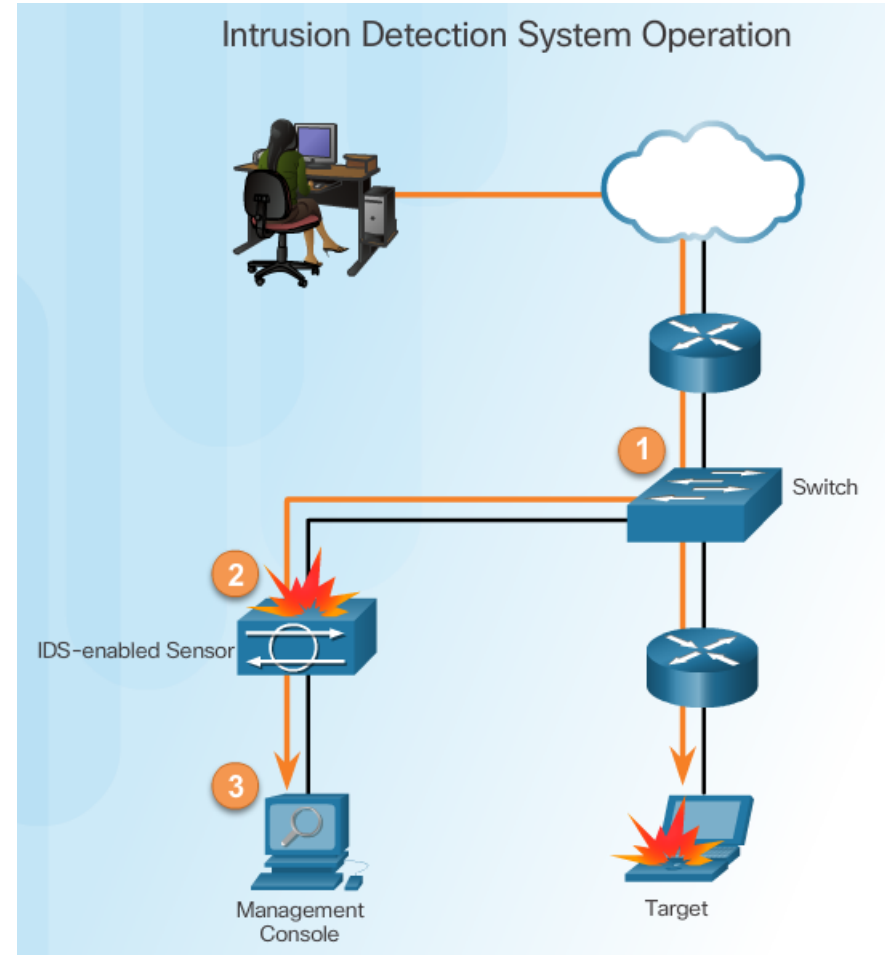 Intrusion Detection System Operation
1
Switch
2
IDS-enabled Sensor
3
Management
Console
Target